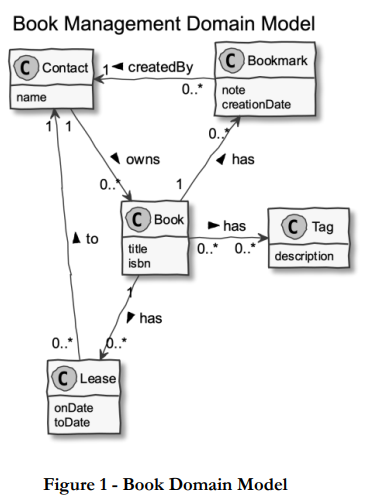 Book Management Domain Model
C Contact
name
C Bookmark
note
creationDate
1 ◄ createdBy
0..*
1 1
owns
0..*
0..*
has
1
C Book
title
isbn
► has
0..* 0..*
C Tag
description
▲ to
1
has
0..* 0..*
C Lease
onDate
toDate
Figure 1 - Book Domain Model